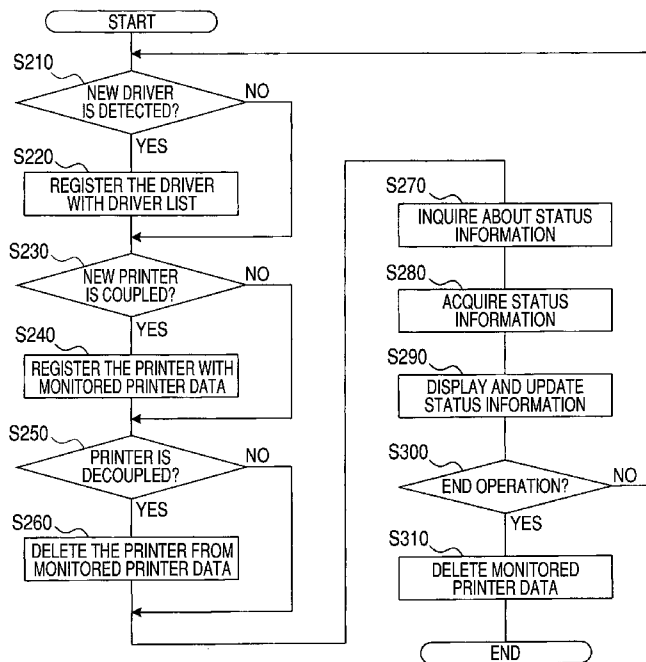 START
S210
NEW DRIVER
IS DETECTED?
NO
YES
S220
REGISTER THE DRIVER
WITH DRIVER LIST
S230
NEW PRINTER
IS COUPLED?
NO
YES
S240
REGISTER THE PRINTER WITH
MONITORED PRINTER DATA
S250
PRINTER IS
DECOUPLED?
NO
YES
S260
DELETE THE PRINTER FROM
MONITORED PRINTER DATA
S270
INQUIRE ABOUT STATUS
INFORMATION
S280
ACQUIRE STATUS
INFORMATION
S290
DISPLAY AND UPDATE
STATUS INFORMATION
S300
END OPERATION?
NO
YES
S310
DELETE MONITORED
PRINTER DATA
END